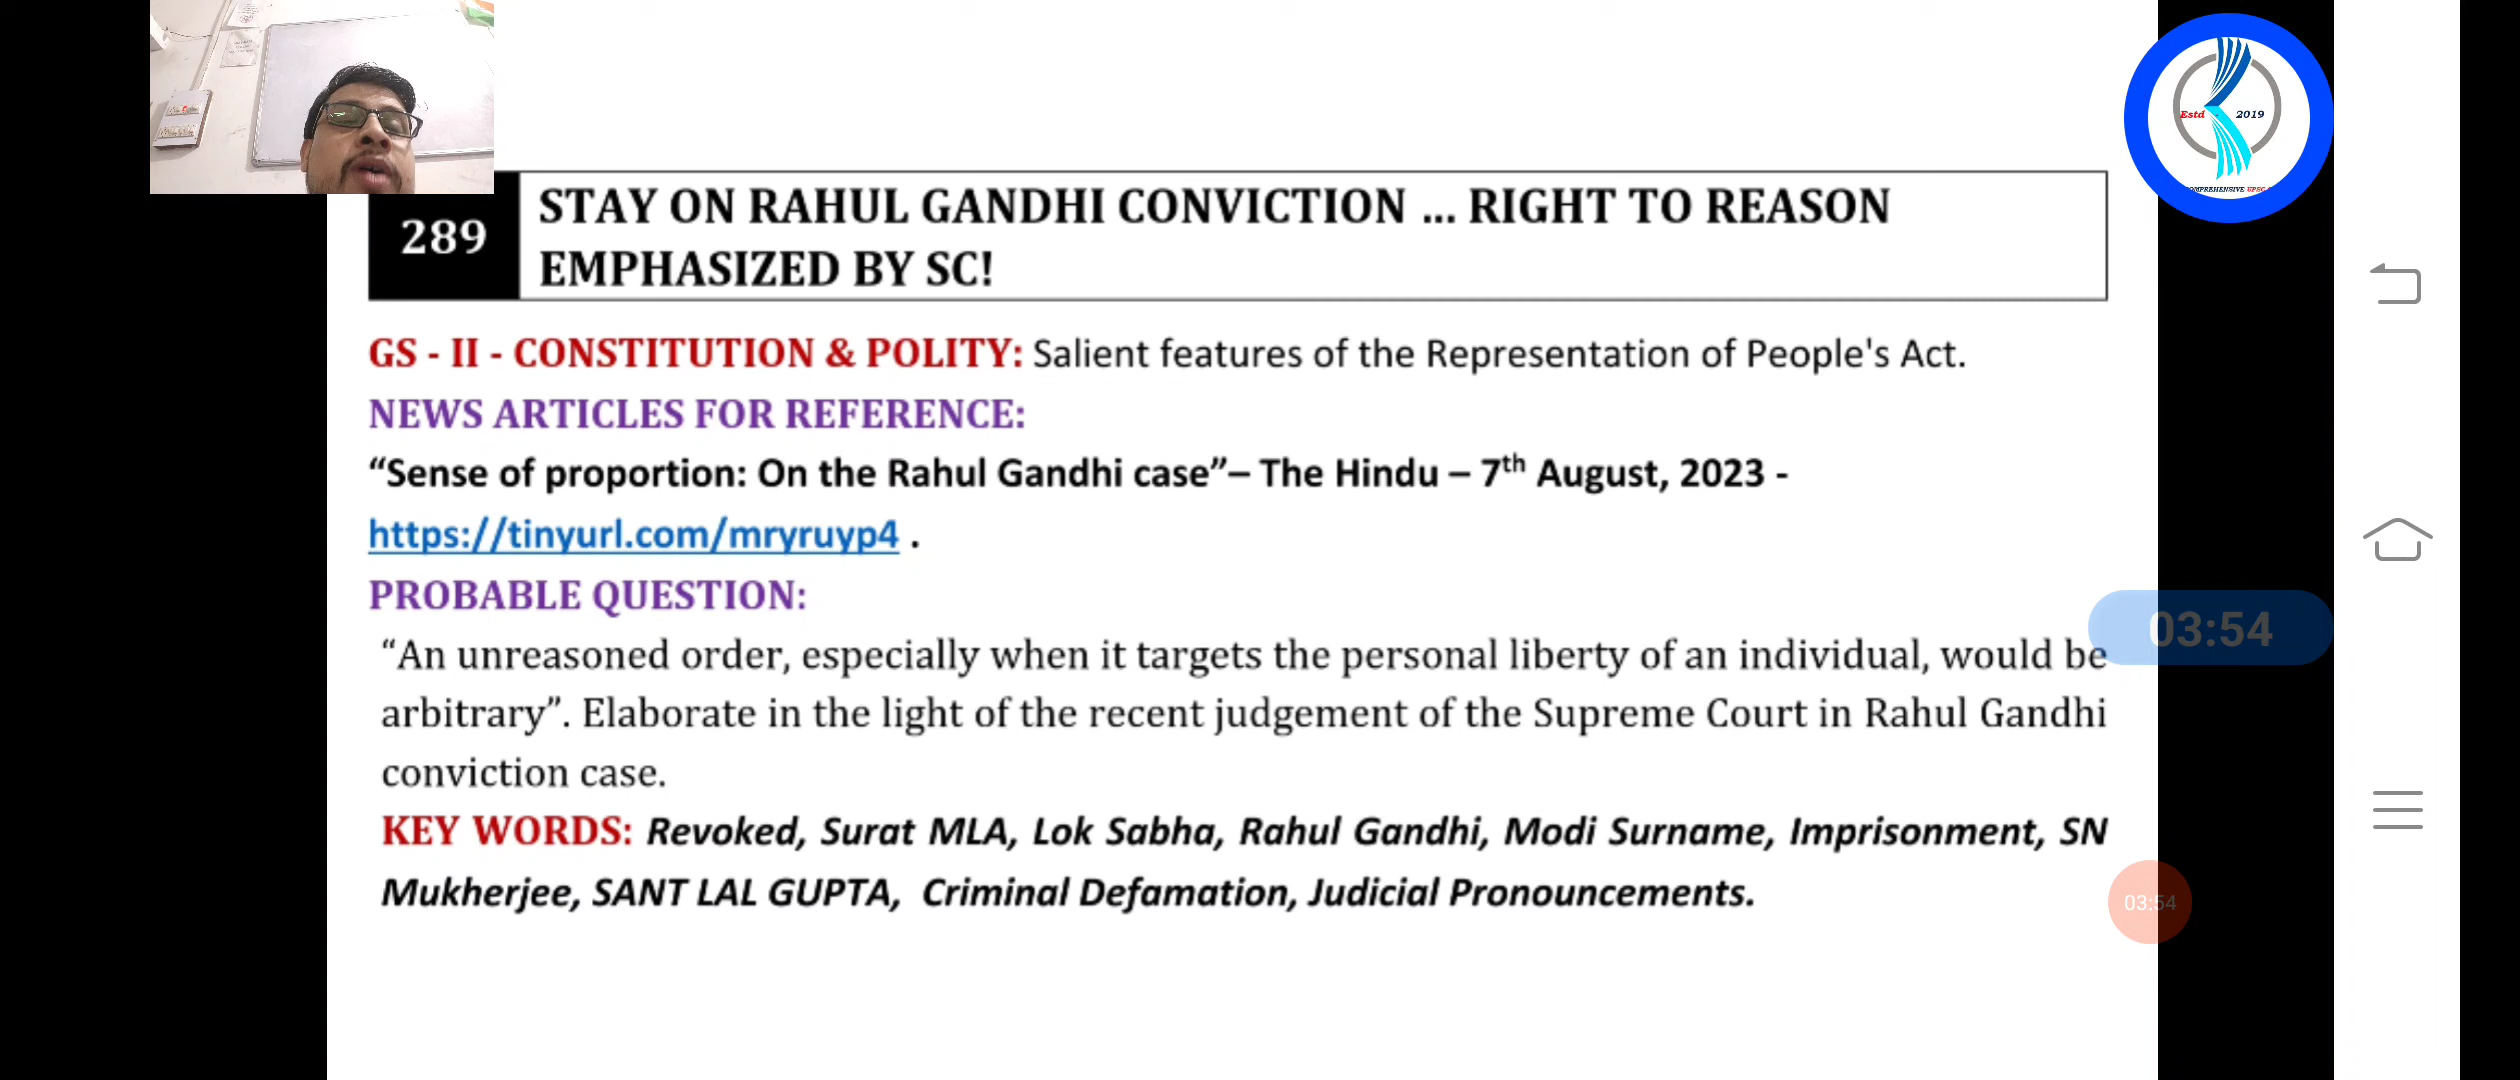 Estd - 2019
COMPREHENSIVE UPSC
289
STAY ON RAHUL GANDHI CONVICTION ... RIGHT TO REASON
EMPHASIZED BY SC!
GS - II - CONSTITUTION & POLITY: Salient features of the Representation of People's Act.
NEWS ARTICLES FOR REFERENCE:
“Sense of proportion: On the Rahul Gandhi case”– The Hindu – 7th August, 2023 -
https://tinyurl.com/mryruyp4 .
PROBABLE QUESTION:
“An unreasoned order, especially when it targets the personal liberty of an individual, would be
arbitrary”. Elaborate in the light of the recent judgement of the Supreme Court in Rahul Gandhi
conviction case.
KEY WORDS: Revoked, Surat MLA, Lok Sabha, Rahul Gandhi, Modi Surname, Imprisonment, SN
Mukherjee, SANT LAL GUPTA, Criminal Defamation, Judicial Pronouncements.
03:54
03:54